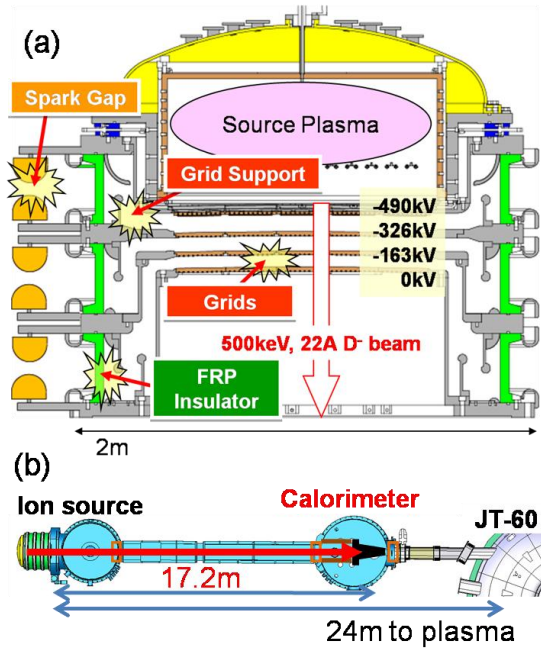 (a)
Spark Gap
Source Plasma
Grid Support
-490kV
-326kV
-163kV
0kV
Grids
500keV, 22A D- beam
FRP
Insulator
2m
(b)
Ion source
Calorimeter
JT-60
17.2m
24m to plasma